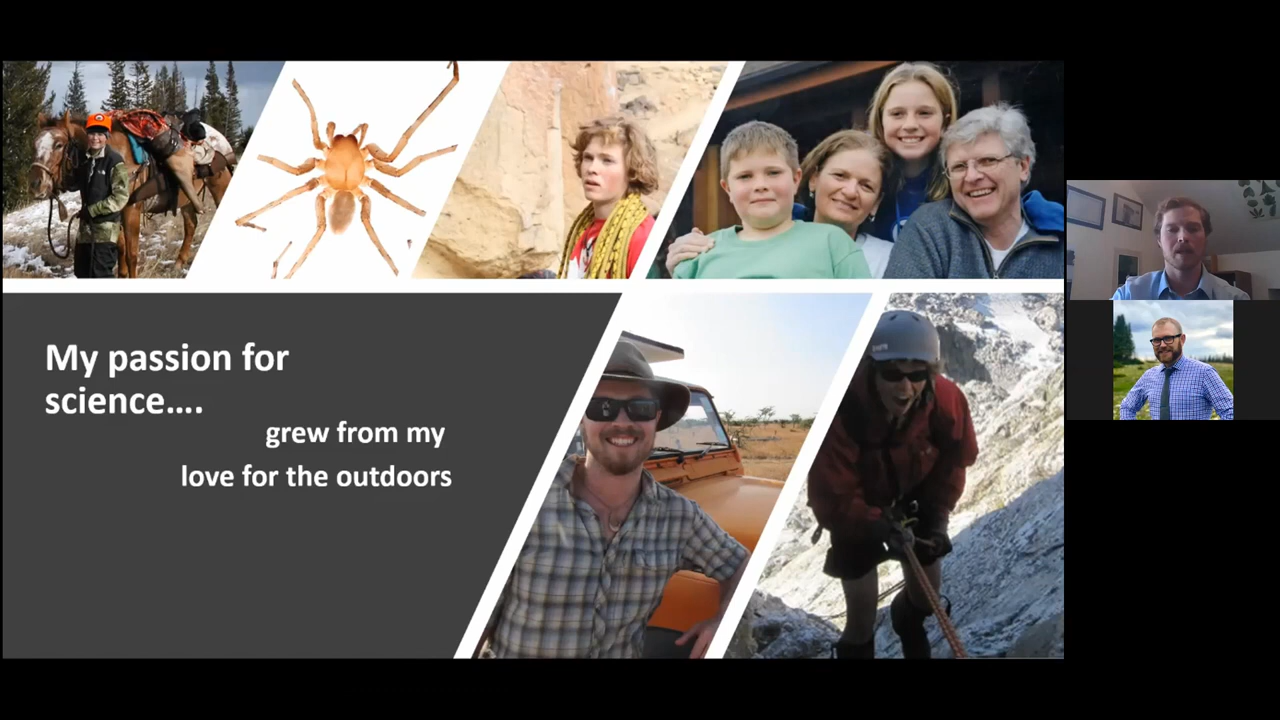 My passion for
science....
grew from my
love for the outdoors